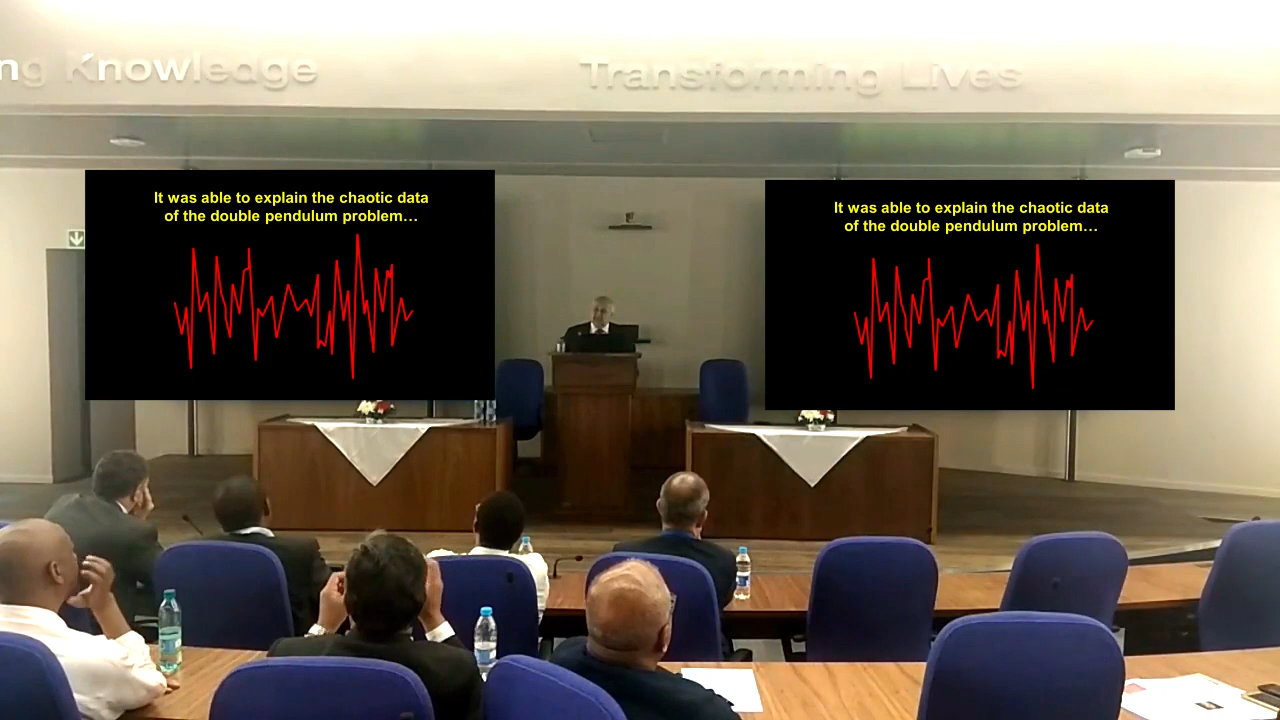 ng Knowledge
Transforming Lives
It was able to explain the chaotic data
of the double pendulum problem…
It was able to explain the chaotic data
of the double pendulum problem…